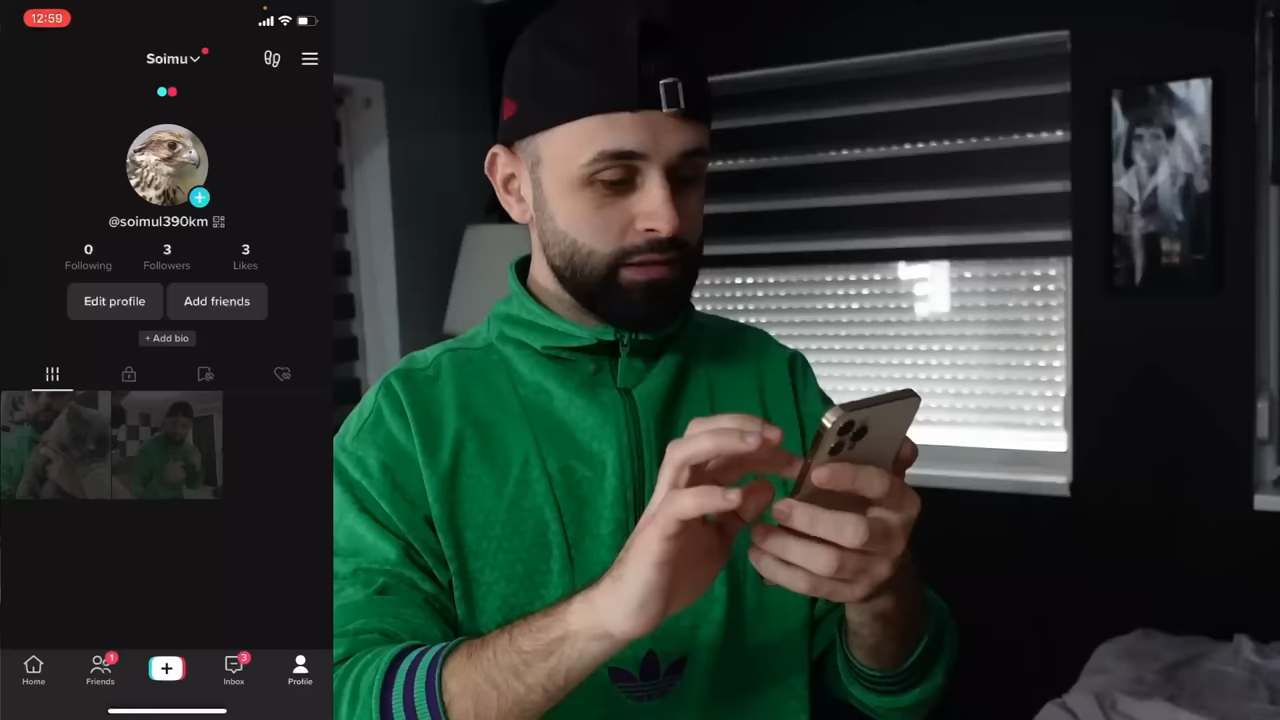 12:59
Soimu
@soimul390km
0 3 3
Following Followers Likes
Edit profile Add friends
+ Add bio
1 3
Home Friends Inbox Profile